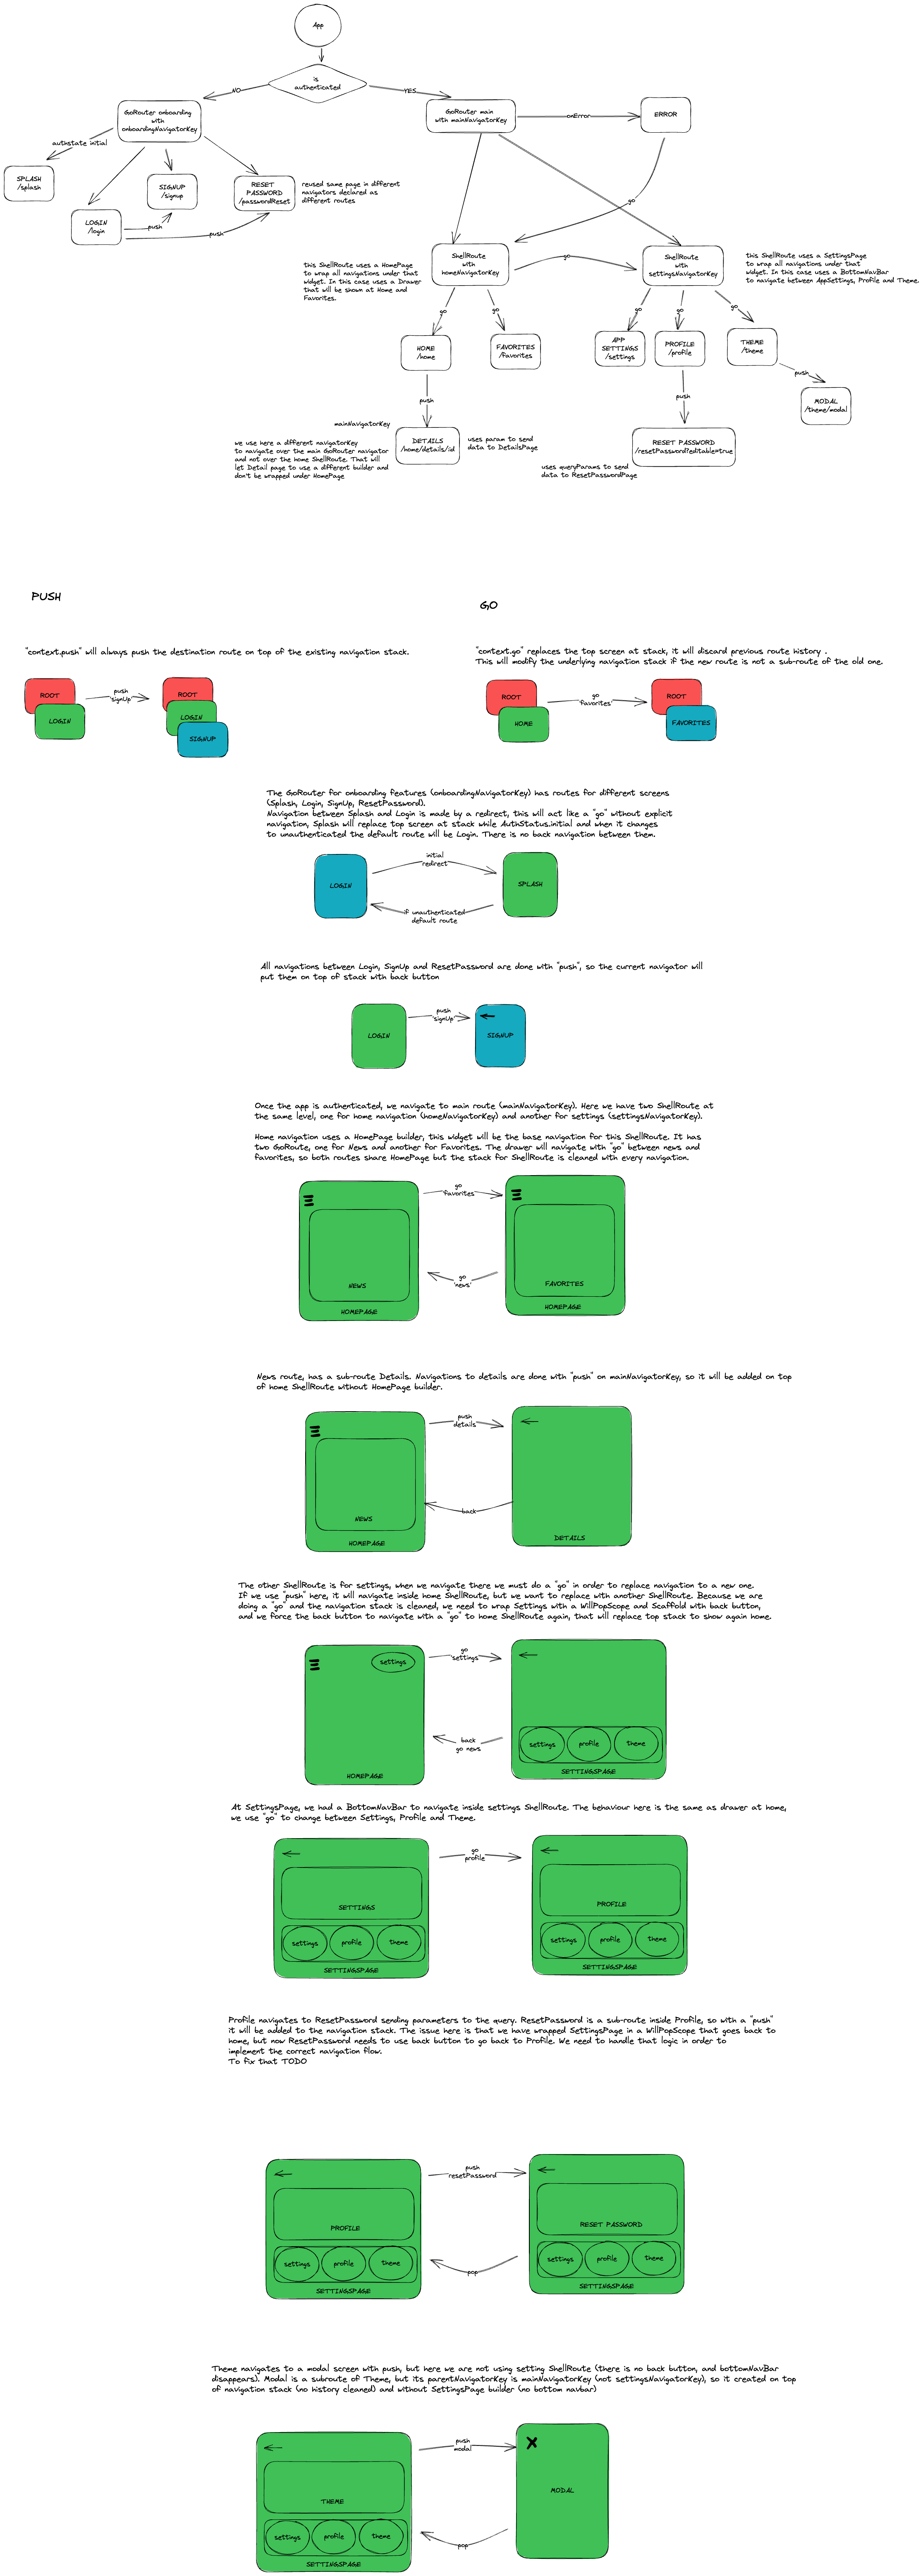 App
is
authenticated
NO
YES
GoRouter onboarding
with
onboardingNavigatorKey
GoRouter main
with mainNavigatorKey
onError
ERROR
authstate initial
SPLASH
/splash
SIGNUP
/signup
RESET
PASSWORD
/passwordReset
reused same page in different
navigators declared as
different routes
LOGIN
/login
push
push
go
this ShellRoute uses a HomePage
to wrap all navigations under that
widget. In this case uses a Drawer
that will be shown at Home and
Favorites.
ShellRoute
with
homeNavigatorKey
go
ShellRoute
with
settingsNavigatorKey
this ShellRoute uses a SettingsPage
to wrap all navigations under that
widget. In this case uses a BottomNavBar
to navigate between AppSettings, Profile and Theme.
go
go
go
go
go
HOME
/home
FAVORITES
/favorites
APP
SETTINGS
/settings
PROFILE
/profile
THEME
/theme
push
push
push
MODAL
/theme/modal
mainNavigatorKey
we use here a different navigatorKey
to navigate over the main GoRouter navigator
and not over the home ShellRoute. That will
let Detail page to use a different builder and
don't be wrapped under HomePage
DETAILS
/home/details/:id
uses param to send
data to DetailsPage
RESET PASSWORD
/resetPassword?editable=true
uses queryParams to send
data to ResetPasswordPage
PUSH
GO
"context.push" will always push the destination route on top of the existing navigation stack.
"context.go" replaces the top screen at stack, it will discard previous route history .
This will modify the underlying navigation stack if the new route is not a sub-route of the old one.
ROOT
LOGIN
push
'signUp'
ROOT
LOGIN
SIGNUP
ROOT
HOME
go
'favorites'
ROOT
FAVORITES
The GoRouter for onboarding features (onboardingNavigatorKey) has routes for different screens
(Splash, Login, SignUp, ResetPassword).
Navigation between Splash and Login is made by a redirect, this will act like a "go" without explicit
navigation, Splash will replace top screen at stack while AuthStatus.initial and when it changes
to unauthenticated the default route will be Login. There is no back navigation between them.
LOGIN
initial
redirect
SPLASH
if unauthenticated
default route
All navigations between Login, SignUp and ResetPassword are done with "push", so the current navigator will
put them on top of stack with back button
LOGIN
push
'signUp'
SIGNUP
Once the app is authenticated, we navigate to main route (mainNavigatorKey). Here we have two ShellRoute at
the same level, one for home navigation (homeNavigatorKey) and another for settings (settingsNavigatorKey).
Home navigation uses a HomePage builder, this widget will be the base navigation for this ShellRoute. It has
two GoRoute, one for News and another for Favorites. The drawer will navigate with "go" between news and
favorites, so both routes share HomePage but the stack for ShellRoute is cleaned with every navigation.
go
'favorites'
NEWS
HOMEPAGE
go
'news'
FAVORITES
HOMEPAGE
News route, has a sub-route Details. Navigations to details are done with "push" on mainNavigatorKey, so it will be added on top
of home ShellRoute without HomePage builder.
push
details
NEWS
HOMEPAGE
back
DETAILS
The other ShellRoute is for settings, when we navigate there we must do a "go" in order to replace navigation to a new one.
If we use "push" here, it will navigate inside home ShellRoute, but we want to replace with another ShellRoute. Because we are
doing a "go" and the navigation stack is cleaned, we need to wrap Settings with a WillPopScope and Scaffold with back button,
and we force the back button to navigate with a "go" to home ShellRoute again, that will replace top stack to show again home.
settings
go
'settings'
HOMEPAGE
back
go news
settings
profile
theme
SETTINGSPAGE
At SettingsPage, we had a BottomNavBar to navigate inside settings ShellRoute. The behaviour here is the same as drawer at home,
we use "go" to change between Settings, Profile and Theme.
go
profile
SETTINGS
settings
profile
theme
SETTINGSPAGE
PROFILE
settings
profile
theme
SETTINGSPAGE
Profile navigates to ResetPassword sending parameters to the query. ResetPassword is a sub-route inside Profile, so with a "push"
it will be added to the navigation stack. The issue here is that we have wrapped SettingsPage in a WillPopScope that goes back to
home, but now ResetPassword needs to use back button to go back to Profile. We need to handle that logic in order to
implement the correct navigation flow.
To fix that TODO
push
resetPassword
PROFILE
settings
profile
theme
SETTINGSPAGE
pop
RESET PASSWORD
settings
profile
theme
SETTINGSPAGE
Theme navigates to a modal screen with push, but here we are not using setting ShellRoute (there is no back button, and bottomNavBar
disappears). Modal is a subroute of Theme, but its parentNavigatorKey is mainNavigatorKey (not settingsNavigatorKey), so it created on top
of navigation stack (no history cleaned) and without SettingsPage builder (no bottom navbar)
push
modal
THEME
settings
profile
theme
SETTINGSPAGE
pop
MODAL